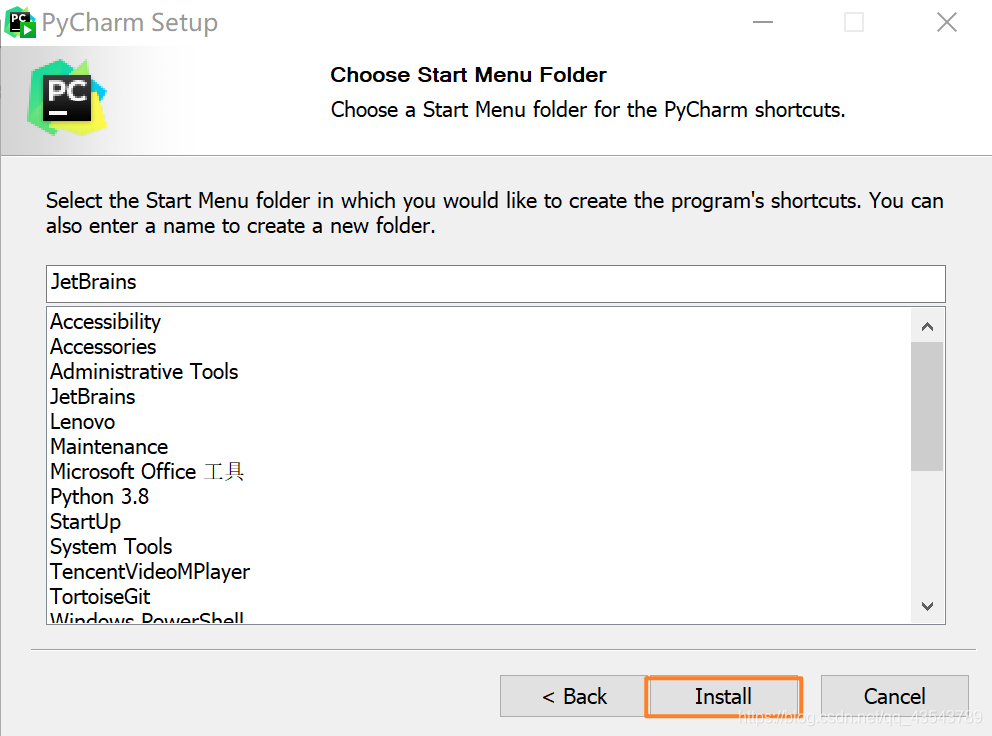 PC
PyCharm Setup
PC
Choose Start Menu Folder
Choose a Start Menu folder for the PyCharm shortcuts.
Select the Start Menu folder in which you would like to create the program's shortcuts. You can
also enter a name to create a new folder.
JetBrains
Accessibility
Accessories
Administrative Tools
JetBrains
Lenovo
Maintenance
Microsoft Office 工具
Python 3.8
StartUp
System Tools
TencentVideoMPlayer
TortoiseGit
Windows PowerShell
< Back
Install
Cancel
https://blog.csdn.net/qq_43543789